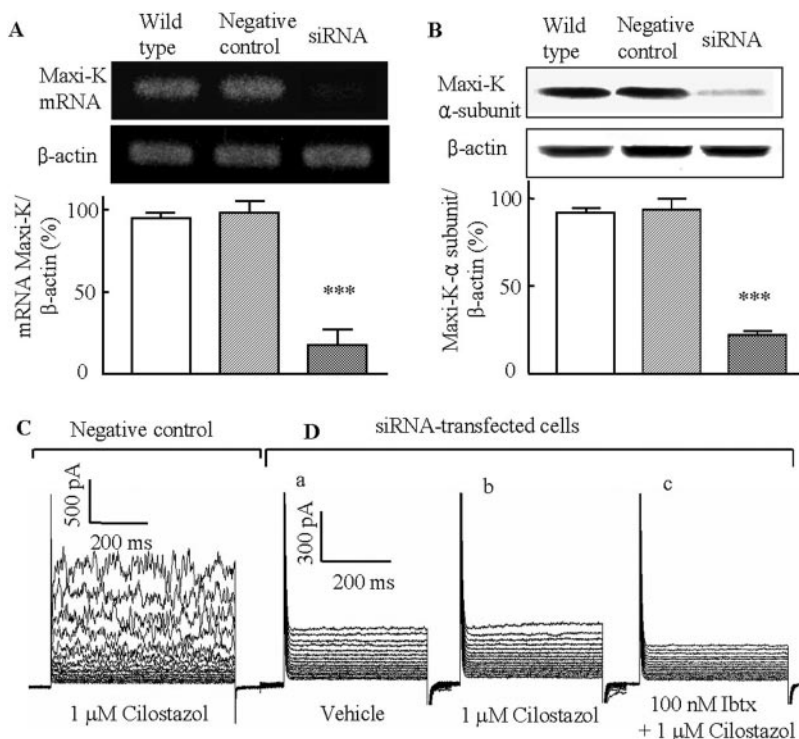 A
Wild type
Negative control
siRNA
Maxi-K mRNA
β-actin
mRNA Maxi-K/ β-actin (%)
100
50
0
***
B
Wild type
Negative control
siRNA
Maxi-K α-subunit
β-actin
Maxi-K-α subunit/ β-actin (%)
100
50
0
***
C
Negative control
500 pA
200 ms
1 μM Cilostazol
D
siRNA-transfected cells
a
b
c
300 pA
200 ms
Vehicle
1 μM Cilostazol
100 nM Ibtx
+ 1 μM Cilostazol